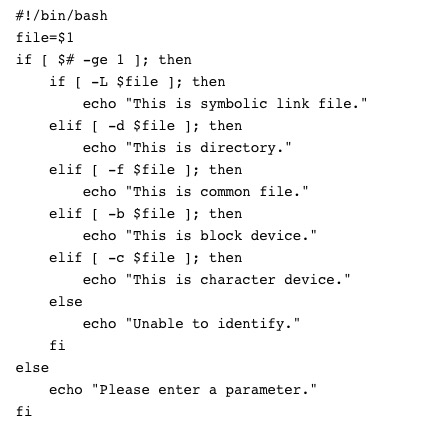 #!/bin/bash
file=$1
if [ $# -ge 1 ]; then
    if [ -L $file ]; then
        echo "This is symbolic link file."
    elif [ -d $file ]; then
        echo "This is directory."
    elif [ -f $file ]; then
        echo "This is common file."
    elif [ -b $file ]; then
        echo "This is block device."
    elif [ -c $file ]; then
        echo "This is character device."
    else
        echo "Unable to identify."
    fi
else
    echo "Please enter a parameter."
fi